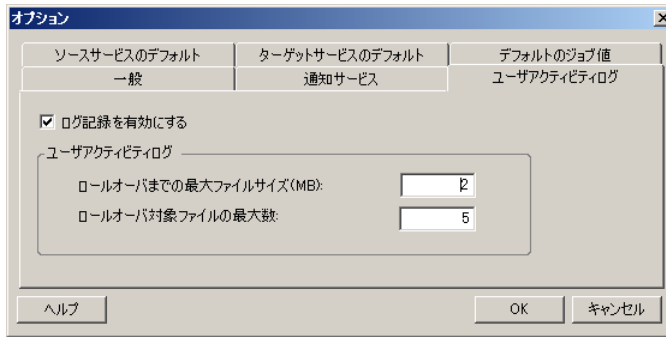 オプション
ソースサービスのデフォルト ターゲットサービスのデフォルト デフォルトのジョブ値
一般 通知サービス ユーザアクティビティログ
ログ記録を有効にする
ユーザアクティビティログ
ロールオーバまでの最大ファイルサイズ(MB): 2
ロールオーバ対象ファイルの最大数: 5
ヘルプ OK キャンセル